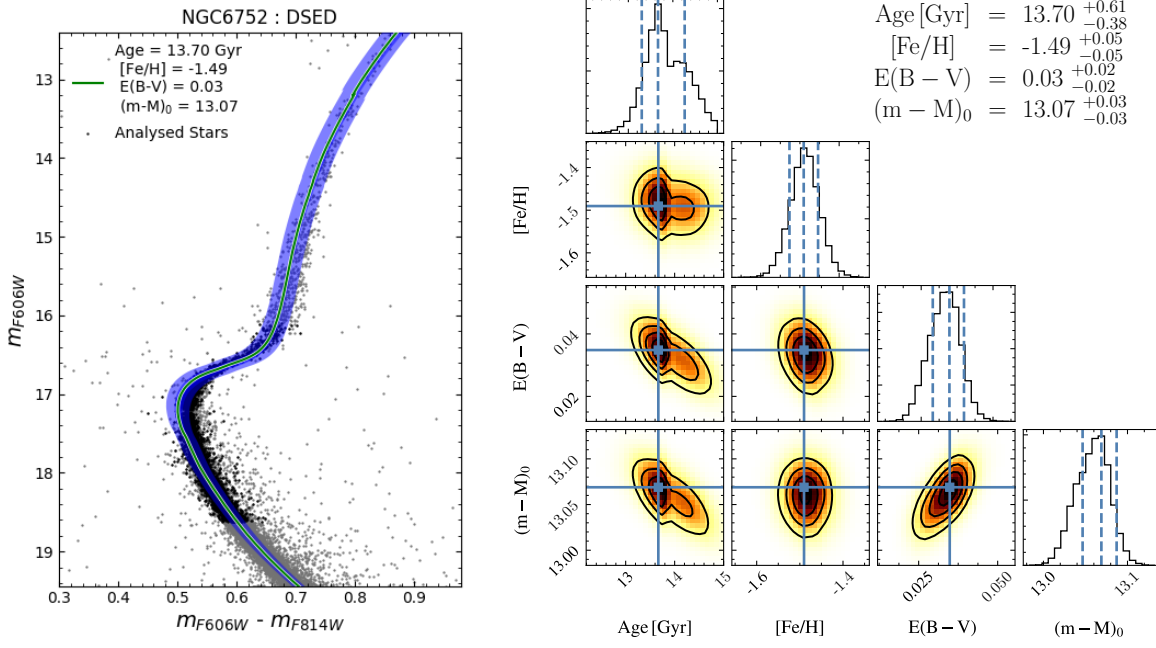 NGC6752 : DSED
Age = 13.70 Gyr
[Fe/H] = -1.49
E(B-V) = 0.03
(m-M)₀ = 13.07
Analysed Stars
13
14
15
16
17
18
19
m_F606W
0.3 0.4 0.5 0.6 0.7 0.8 0.9
m_F606W - m_F814W
Age [Gyr] = 13.70 +0.61 −0.38
[Fe/H] = -1.49 +0.05 −0.05
E(B − V) = 0.03 +0.02 −0.02
(m − M)₀ = 13.07 +0.03 −0.03
[Fe/H]
-1.4
-1.5
-1.6
E(B − V)
0.04
0.02
(m − M)₀
13.10
13.05
13.00
13 14 15
-1.6 -1.4
0.025 0.050
13.0 13.1
Age [Gyr] [Fe/H] E(B − V) (m − M)₀